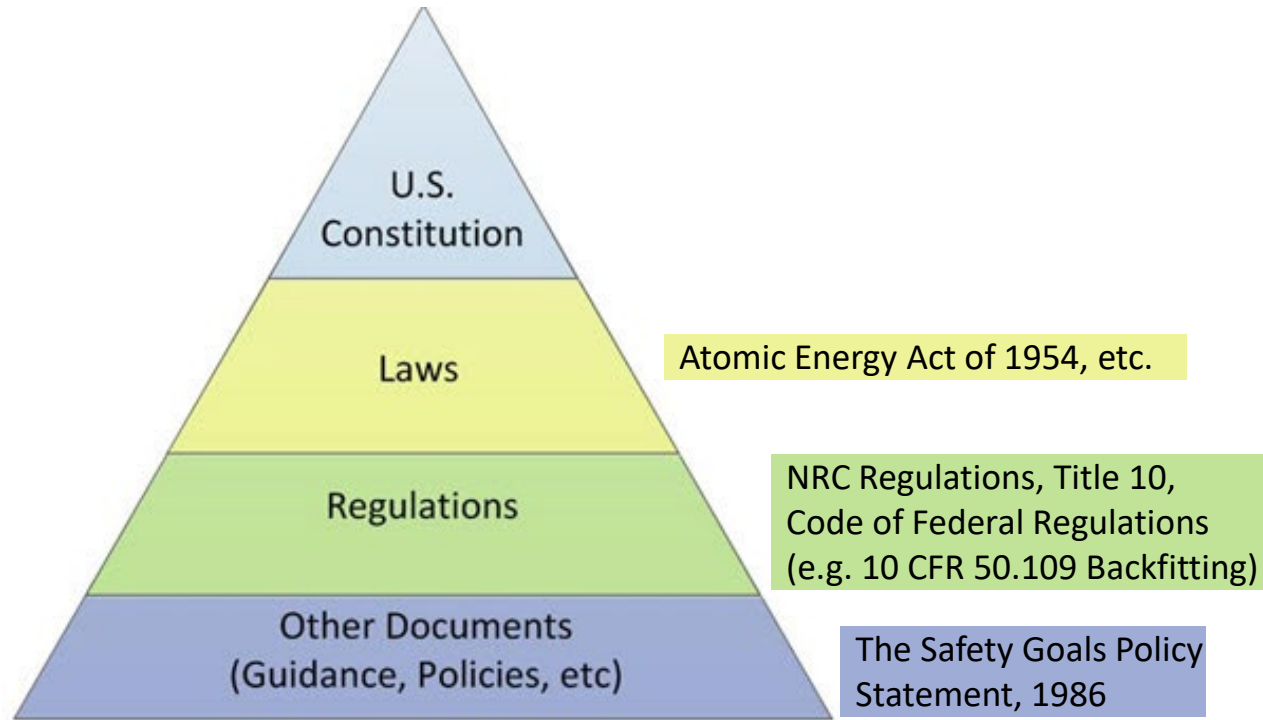 U.S.
Constitution
Laws
Atomic Energy Act of 1954, etc.
Regulations
NRC Regulations, Title 10,
Code of Federal Regulations
(e.g. 10 CFR 50.109 Backfitting)
Other Documents
(Guidance, Policies, etc)
The Safety Goals Policy
Statement, 1986